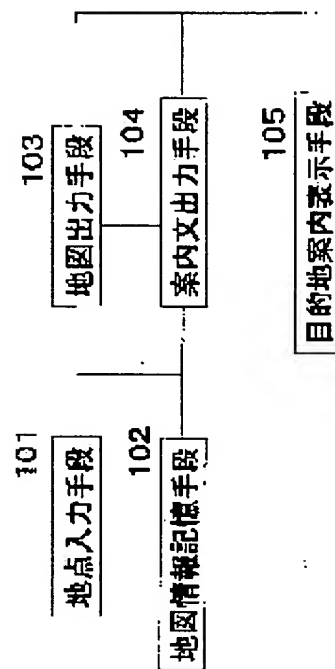 101
地点入力手段
102
地図情報記憶手段
103
地図出力手段
104
案内文出力手段
105
目的地案内表示手段